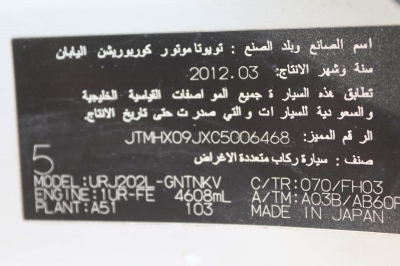 اسم الصانع وبلد الصنع : تويوتا موتور كوربوريشن اليابان
سنة وشهر الانتاج: 2012.03
تطابق هذه السيارة جميع المواصفات القياسية الخليجية
والسعودية للسيارات والتي صدرت حتى تاريخ الانتاج.
الرقم المميز: JTMHX09JXC5006468
صنف : سيارة ركاب متعددة الاغراض
5
MODEL: URJ202L-GNTNKV C/TR: 070/FH03
ENGINE: 1UR-FE 4608mL A/TM: A03B/AB60F
PLANT: A51 103 MADE IN JAPAN